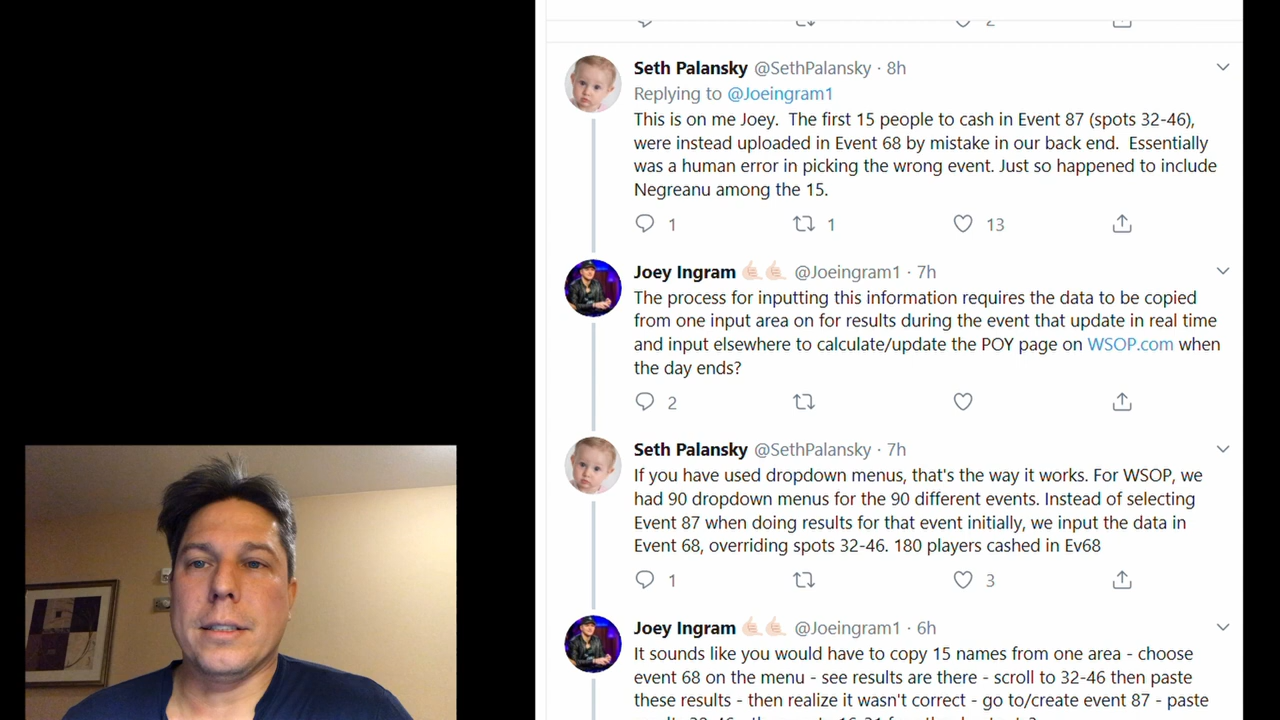 2
Seth Palansky @SethPalansky · 8h
Replying to @Joeingram1
This is on me Joey. The first 15 people to cash in Event 87 (spots 32-46),
were instead uploaded in Event 68 by mistake in our back end. Essentially
was a human error in picking the wrong event. Just so happened to include
Negreanu among the 15.
1 1 13
Joey Ingram 🤙🏻🤙🏻 @Joeingram1 · 7h
The process for inputting this information requires the data to be copied
from one input area on for results during the event that update in real time
and input elsewhere to calculate/update the POY page on WSOP.com when
the day ends?
2
Seth Palansky @SethPalansky · 7h
If you have used dropdown menus, that's the way it works. For WSOP, we
had 90 dropdown menus for the 90 different events. Instead of selecting
Event 87 when doing results for that event initially, we input the data in
Event 68, overriding spots 32-46. 180 players cashed in Ev68
1 3
Joey Ingram 🤙🏻🤙🏻 @Joeingram1 · 6h
It sounds like you would have to copy 15 names from one area - choose
event 68 on the menu - see results are there - scroll to 32-46 then paste
these results - then realize it wasn't correct - go to/create event 87 - paste